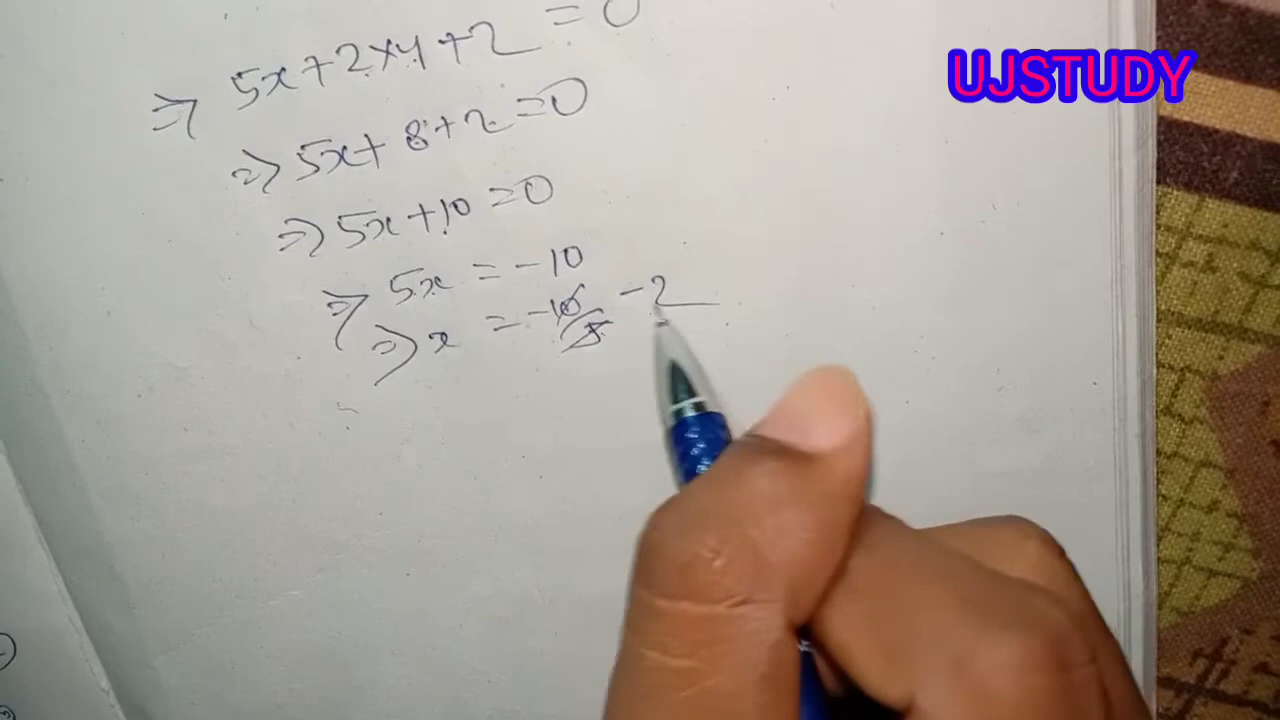 ⇒ 5x+2×4+2=0
UJSTUDY
⇒ 5x+8+2=0
⇒ 5x+10=0
⇒ 5x = -10
⇒ x = -10/5 -2